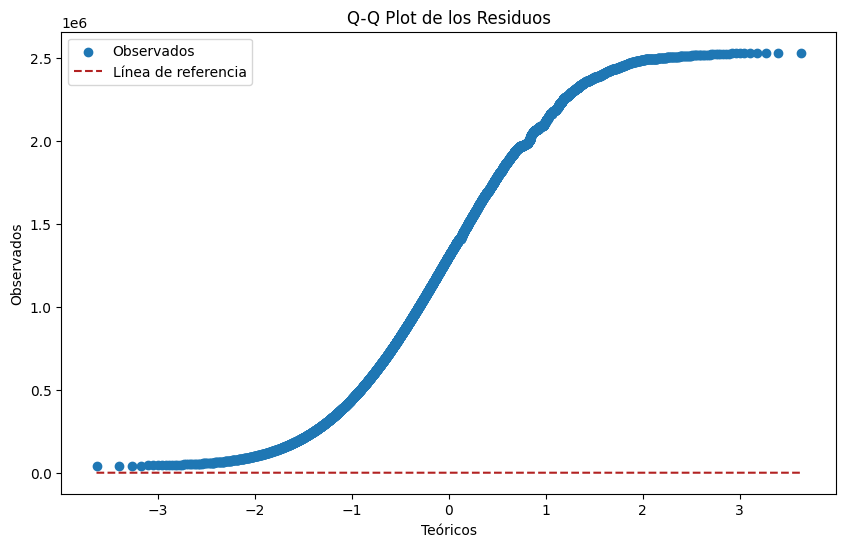 Q-Q Plot de los Residuos
1e6
Observados
Línea de referencia
2.5
2.0
1.5
1.0
0.5
0.0
Observados
−3 −2 −1 0 1 2 3
Teóricos